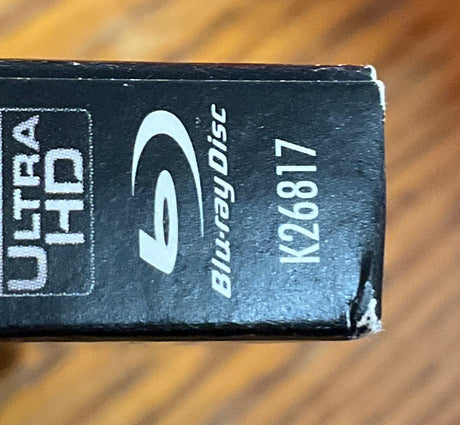 ULTRA
HD
Blu-ray Disc
K26817